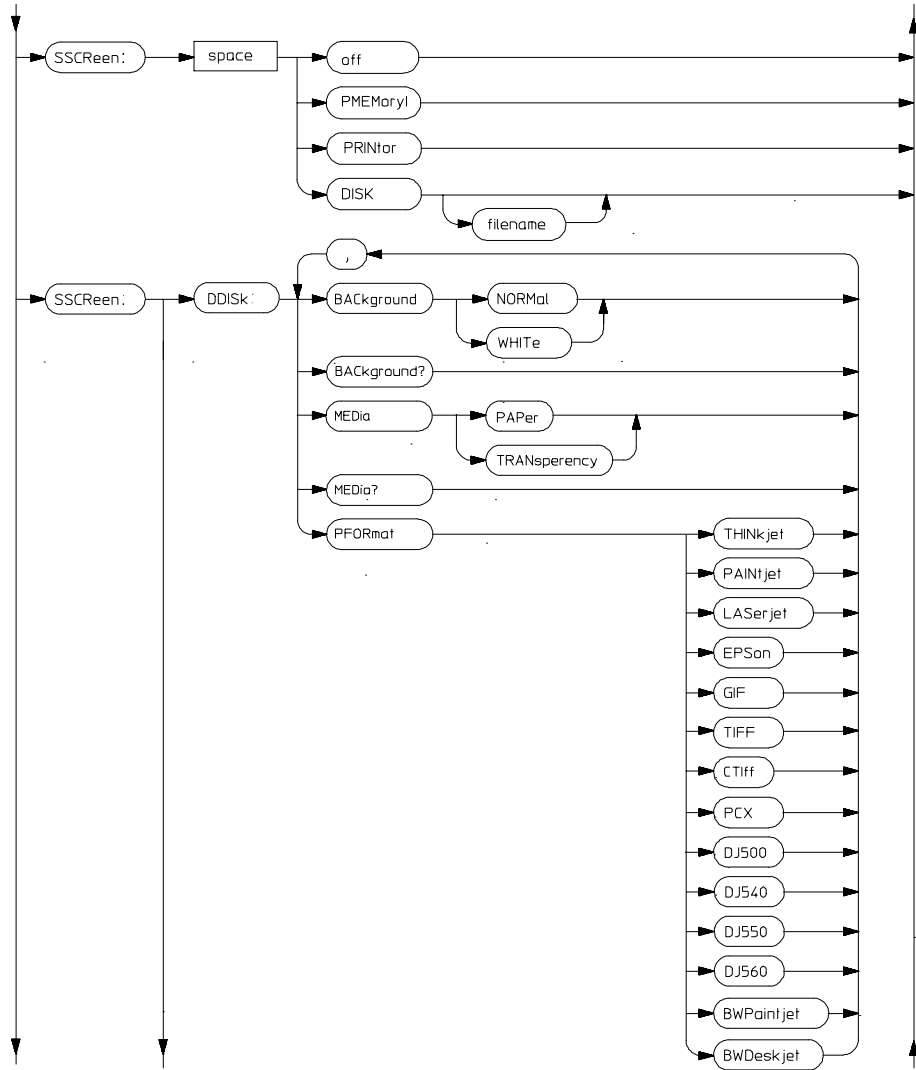 SSCReen: space off
PMEMory1
PRINtor
DISK
filename
,
SSCReen: DDISk: BACkground NORMal
WHITe
BACkground?
MEDia PAPer
TRANsperency
MEDia?
PFORmat THINkjet
PAINtjet
LASerjet
EPSon
GIF
TIFF
CTIff
PCX
DJ500
DJ540
DJ550
DJ560
BWPaintjet
BWDeskjet